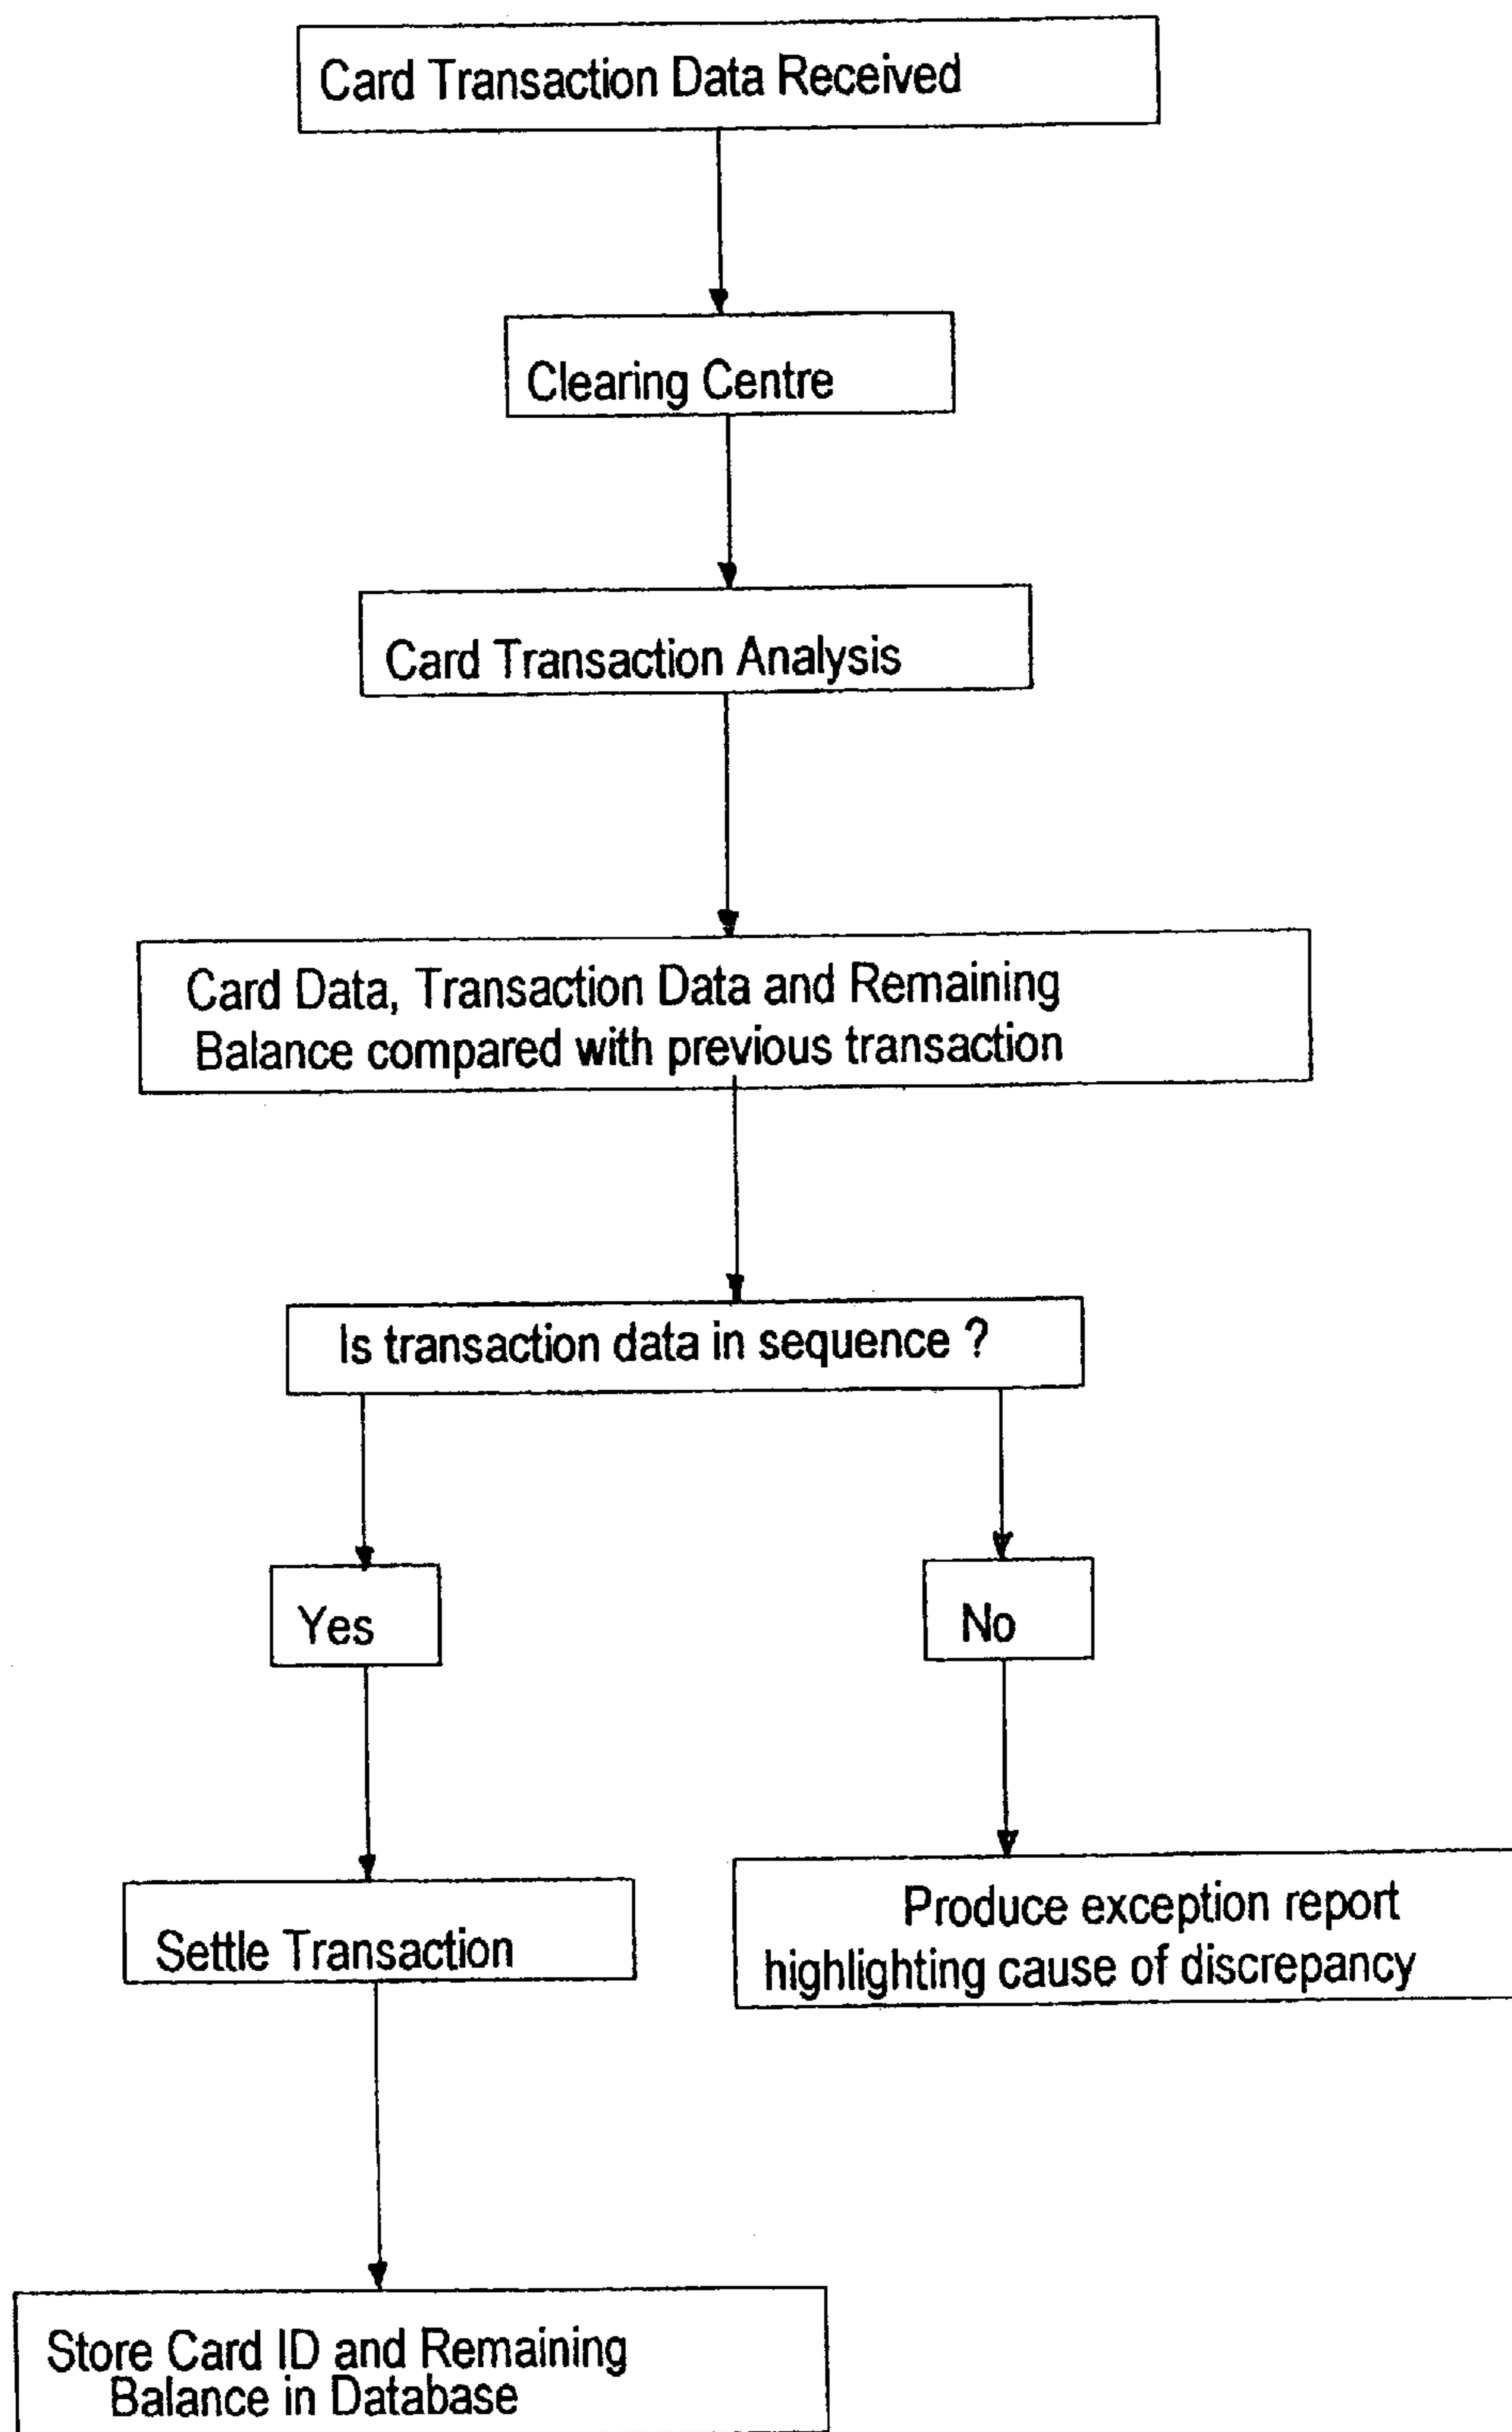 Card Transaction Data Received
Clearing Centre
Card Transaction Analysis
Card Data, Transaction Data and Remaining
Balance compared with previous transaction
Is transaction data in sequence ?
Yes
No
Settle Transaction
Produce exception report
highlighting cause of discrepancy
Store Card ID and Remaining
Balance in Database